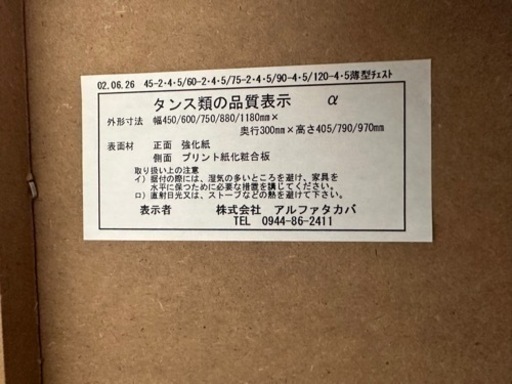 02.06.26 45-2・4・5/60-2・4・5/75-2・4・5/90-4・5/120-4・5薄型ﾁｪｽﾄ
タンス類の品質表示 α
外形寸法 幅450/600/750/880/1180mm×
奥行300mm×高さ405/790/970mm
表面材 正面 強化紙
側面 プリント紙化粧合板
取り扱い上の注意
イ）据付の際には、湿気の多いところを避け、家具を
水平に保つために必要な措置を講じてください。
ロ）直射日光又は、ストーブなどの熱を避けて下さい。
表示者 株式会社 アルファタカバ
TEL 0944-86-2411